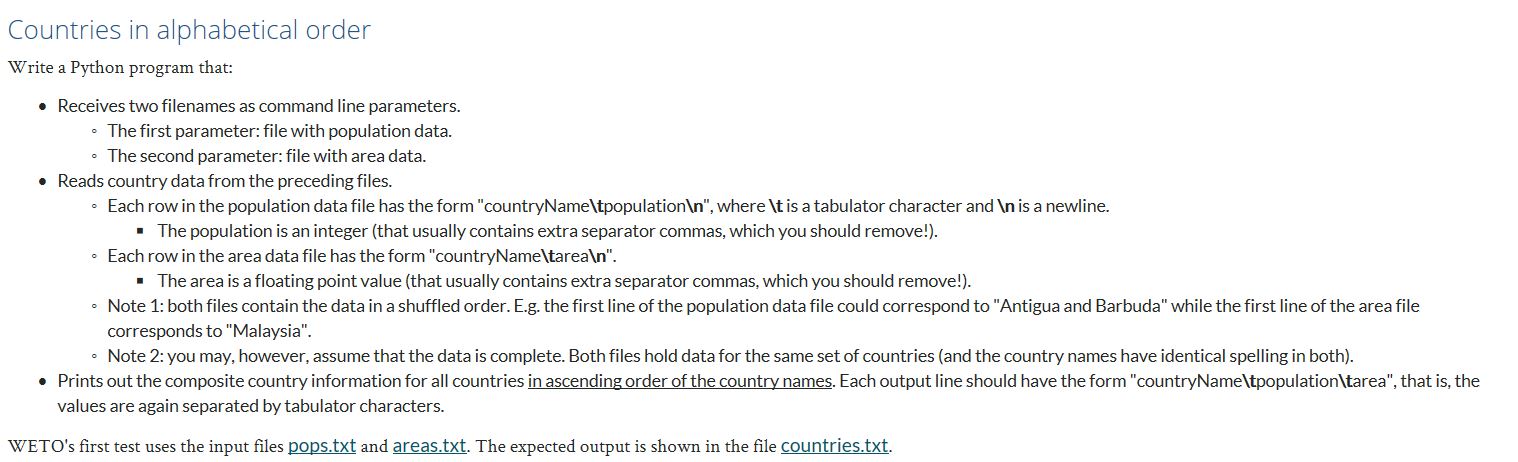 Countries in alphabetical order
Write a Python program that:
• Receives two filenames as command line parameters.
◦ The first parameter: file with population data.
◦ The second parameter: file with area data.
• Reads country data from the preceding files.
◦ Each row in the population data file has the form "countryName\tpopulation\n", where \t is a tabulator character and \n is a newline.
▪ The population is an integer (that usually contains extra separator commas, which you should remove!).
◦ Each row in the area data file has the form "countryName\tarea\n".
▪ The area is a floating point value (that usually contains extra separator commas, which you should remove!).
◦ Note 1: both files contain the data in a shuffled order. E.g. the first line of the population data file could correspond to "Antigua and Barbuda" while the first line of the area file
corresponds to "Malaysia".
◦ Note 2: you may, however, assume that the data is complete. Both files hold data for the same set of countries (and the country names have identical spelling in both).
• Prints out the composite country information for all countries in ascending order of the country names. Each output line should have the form "countryName\tpopulation\tarea", that is, the
values are again separated by tabulator characters.
WETO's first test uses the input files pops.txt and areas.txt. The expected output is shown in the file countries.txt.